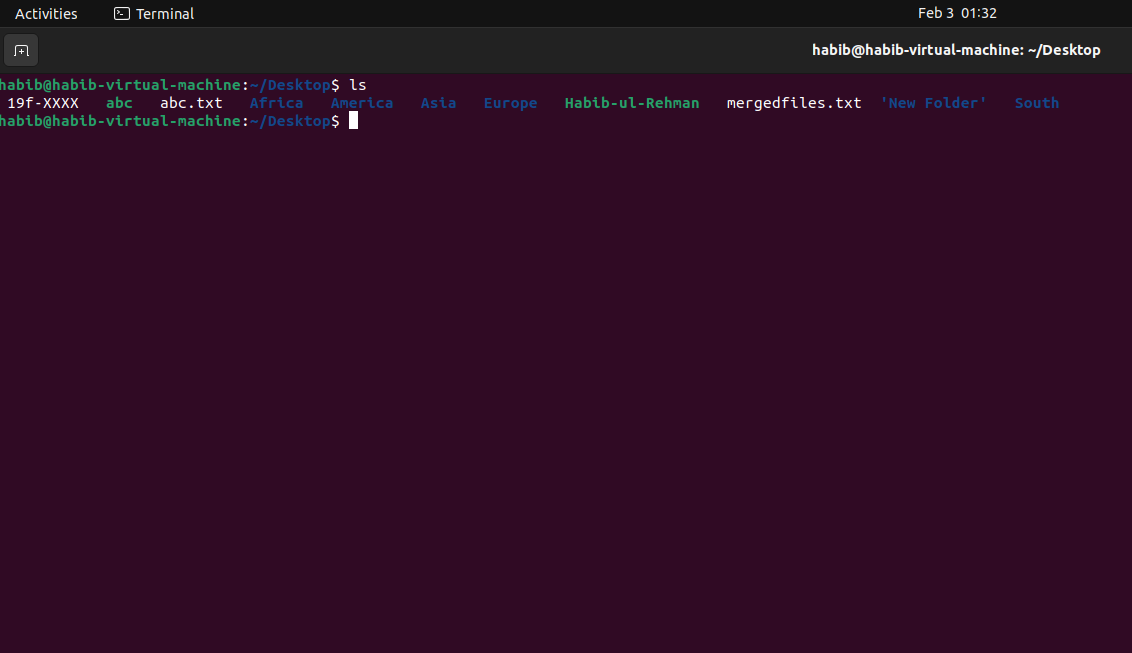 Activities Terminal Feb 3 01:32
habib@habib-virtual-machine: ~/Desktop
habib@habib-virtual-machine:~/Desktop$ ls
19f-XXXX abc abc.txt Africa America Asia Europe Habib-ul-Rehman mergedfiles.txt 'New Folder' South
habib@habib-virtual-machine:~/Desktop$